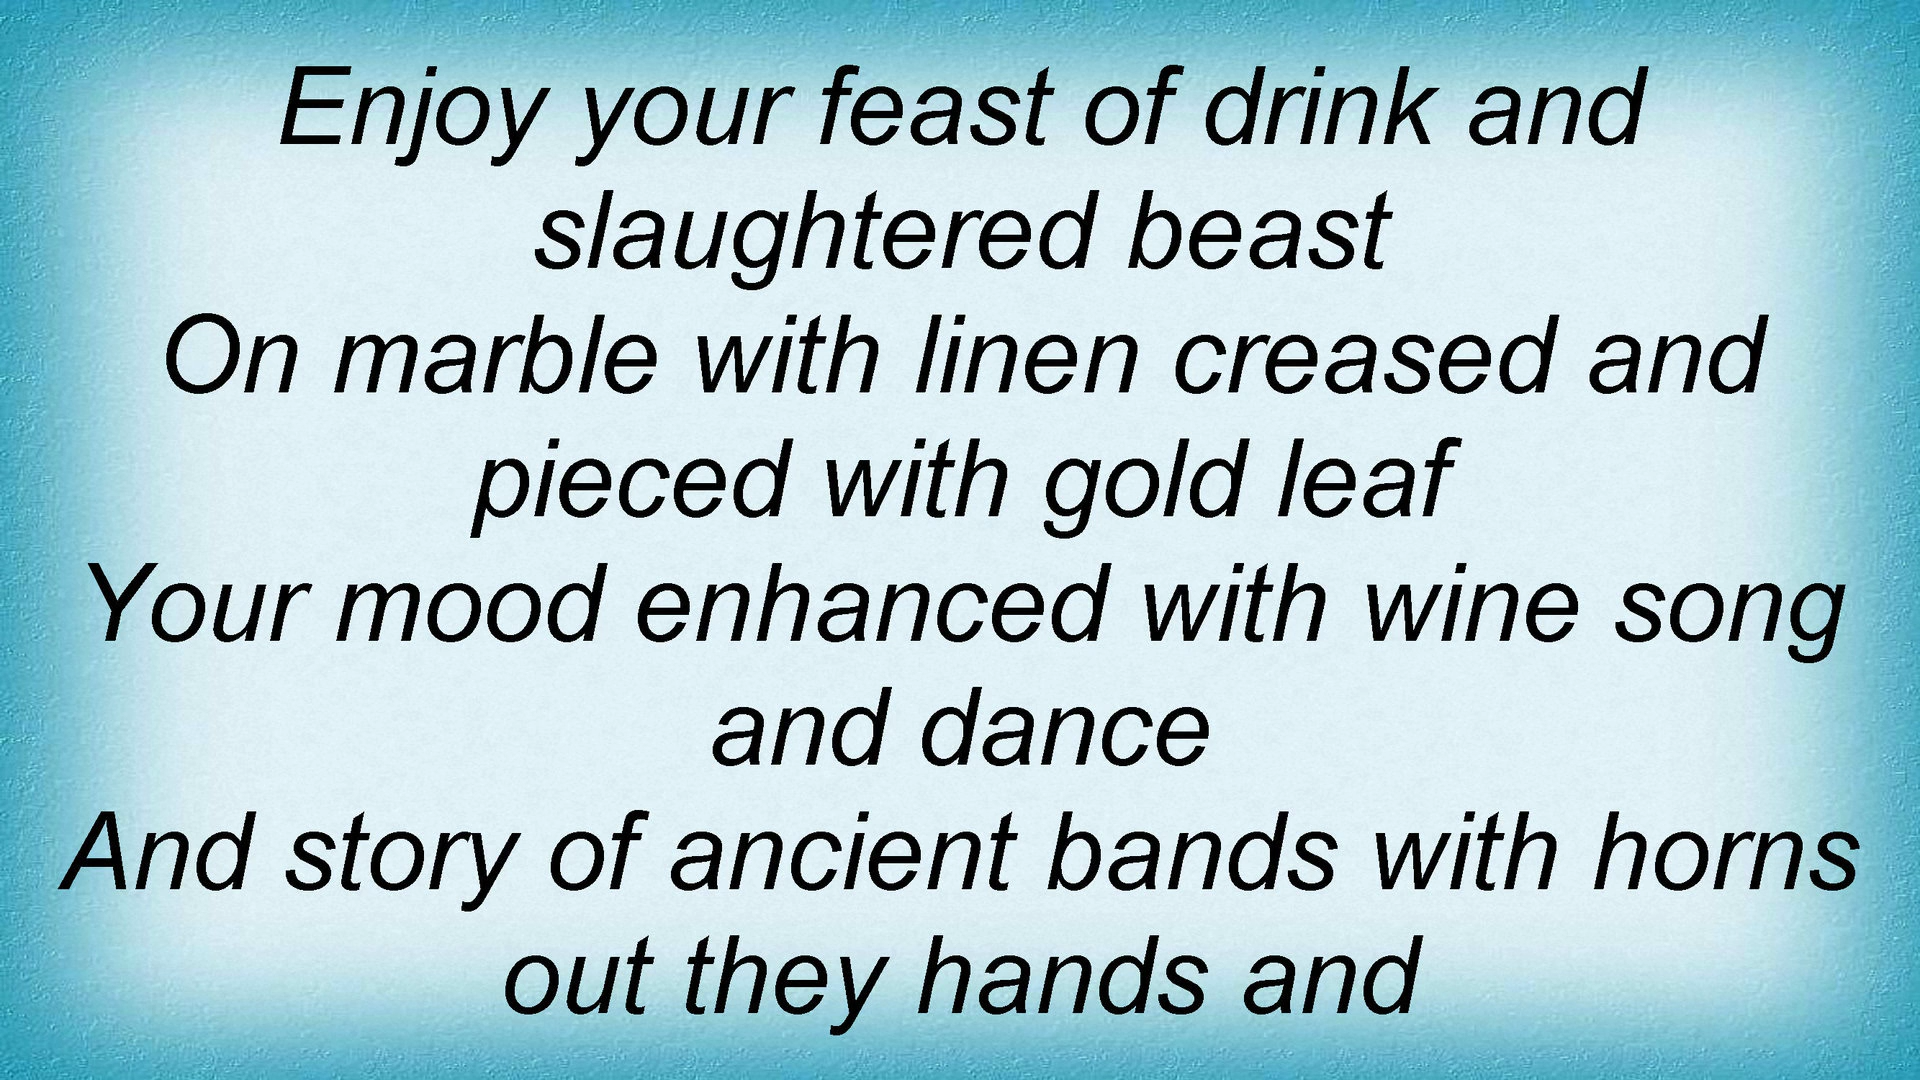 Enjoy your feast of drink and
slaughtered beast
On marble with linen creased and
pieced with gold leaf
Your mood enhanced with wine song
and dance
And story of ancient bands with horns
out they hands and